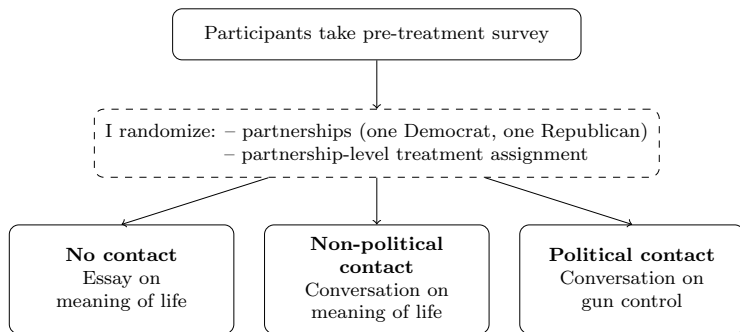 Participants take pre-treatment survey
I randomize: – partnerships (one Democrat, one Republican)
– partnership-level treatment assignment
No contact
Essay on
meaning of life
Non-political
contact
Conversation on
meaning of life
Political contact
Conversation on
gun control